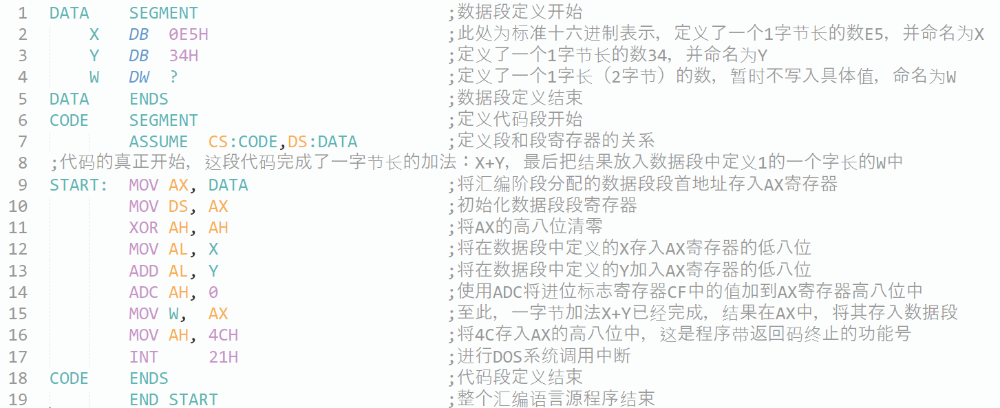 1 DATA SEGMENT ;数据段定义开始
2 X DB 0E5H ;此处为标准十六进制表示，定义了一个1字节长的数E5，并命名为X
3 Y DB 34H ;定义了一个1字节长的数34，并命名为Y
4 W DW ? ;定义了一个1字长（2字节）的数，暂时不写入具体值，命名为W
5 DATA ENDS ;数据段定义结束
6 CODE SEGMENT ;定义代码段开始
7 ASSUME CS:CODE,DS:DATA ;定义段和段寄存器的关系
8 ;代码的真正开始，这段代码完成了一字节长的加法：X+Y，最后把结果放入数据段中定义1的一个字长的W中
9 START: MOV AX, DATA ;将汇编阶段分配的数据段段首地址存入AX寄存器
10 MOV DS, AX ;初始化数据段段寄存器
11 XOR AH, AH ;将AX的高八位清零
12 MOV AL, X ;将在数据段中定义的X存入AX寄存器的低八位
13 ADD AL, Y ;将在数据段中定义的Y加入AX寄存器的低八位
14 ADC AH, 0 ;使用ADC将进位标志寄存器CF中的值加到AX寄存器高八位中
15 MOV W, AX ;至此，一字节加法X+Y已经完成，结果在AX中，将其存入数据段
16 MOV AH, 4CH ;将4C存入AX的高八位中，这是程序带返回码终止的功能号
17 INT 21H ;进行DOS系统调用中断
18 CODE ENDS ;代码段定义结束
19 END START ;整个汇编语言源程序结束